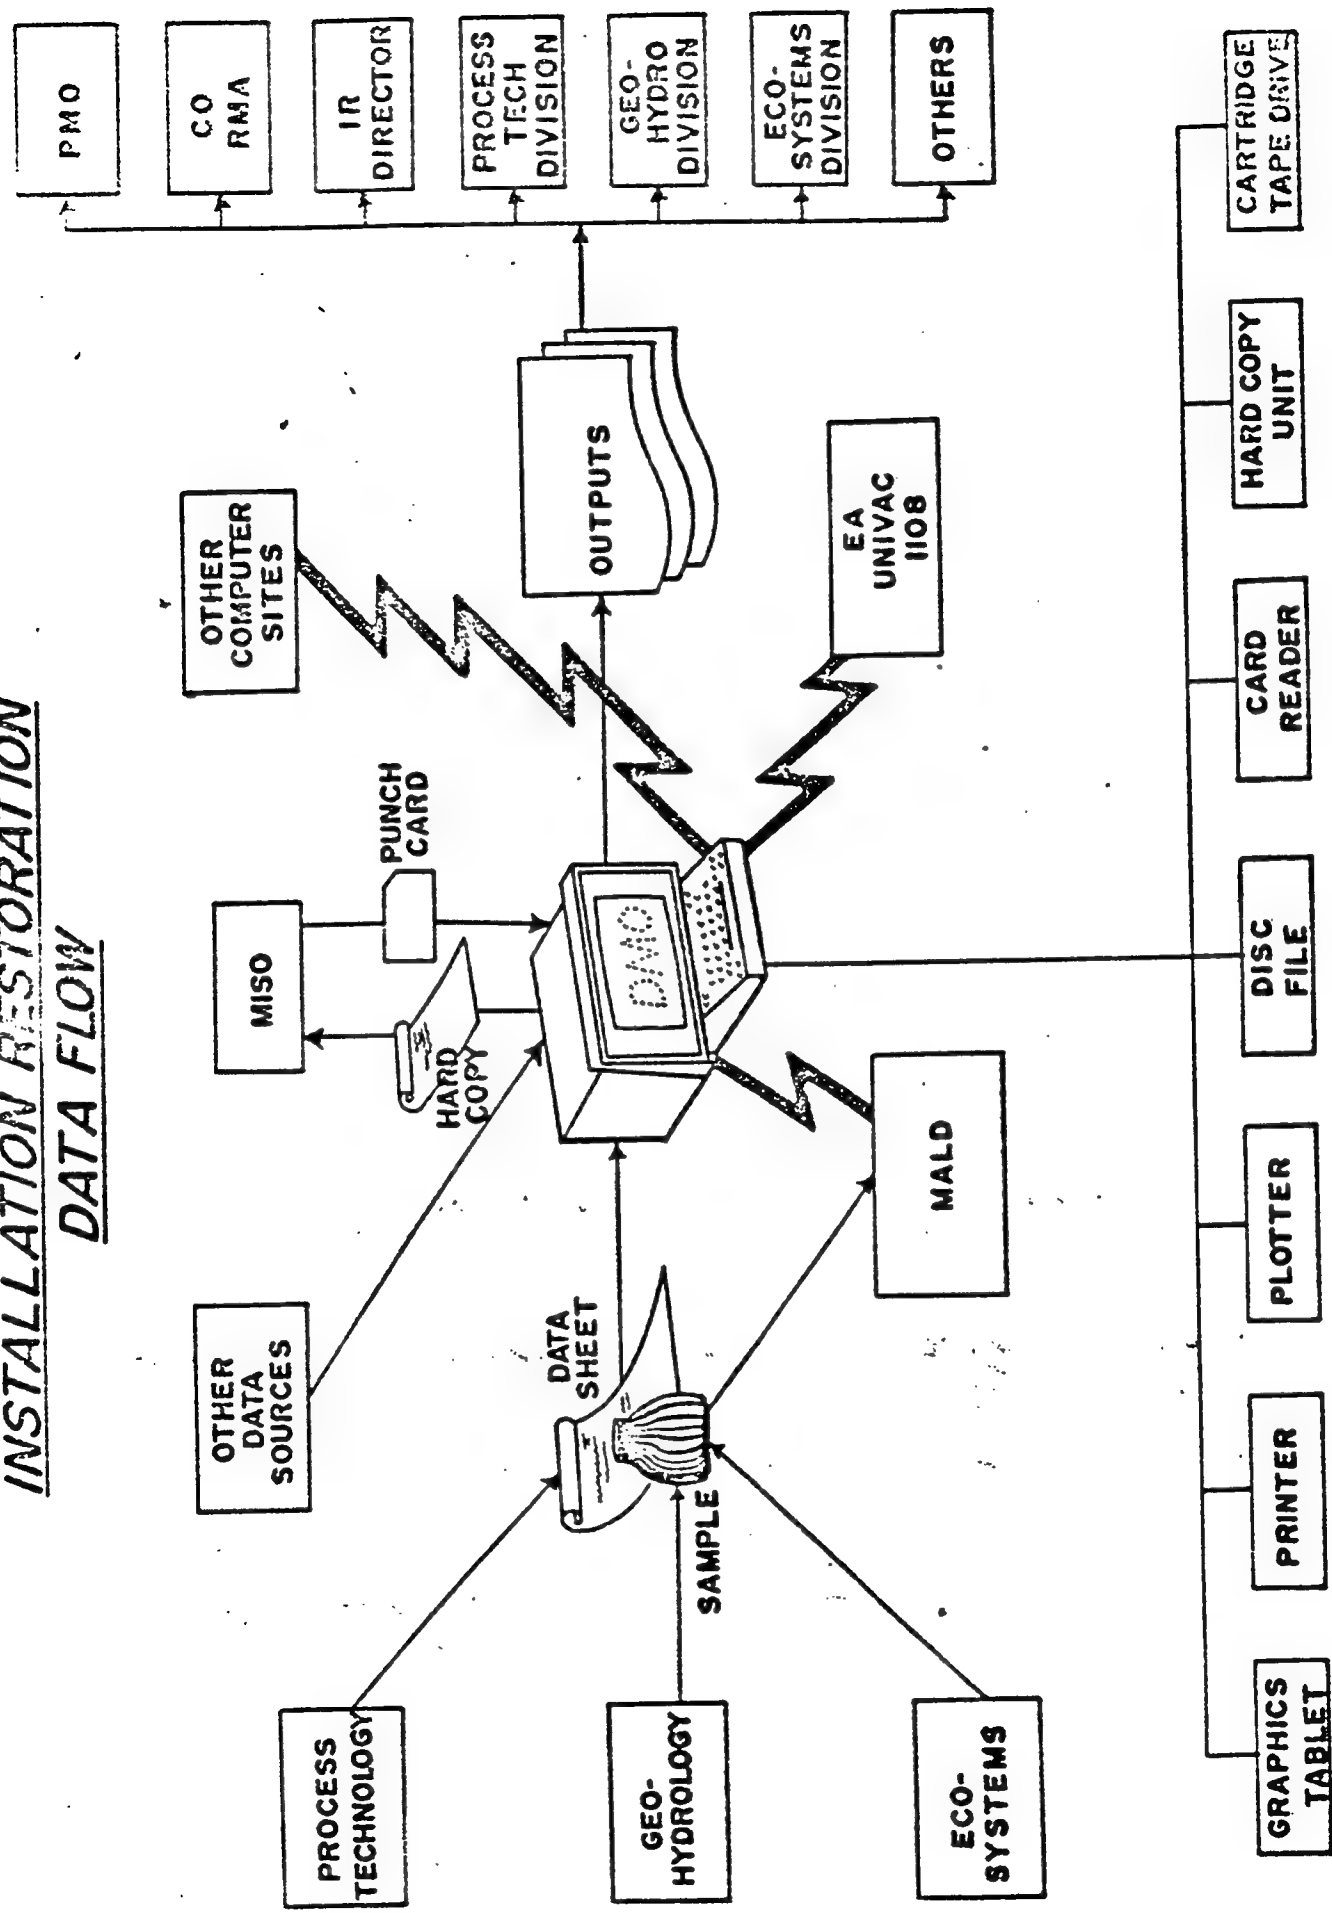 INSTALLATION RESTORATION
DATA FLOW
PROCESS
TECHNOLOGY
GEO-
HYDROLOGY
ECO-
SYSTEMS
OTHER
DATA
SOURCES
DATA
SHEET
SAMPLE
MISO
HARD
COPY
PUNCH
CARD
DAMO
MALD
OTHER
COMPUTER
SITES
EA
UNIVAC
1108
OUTPUTS
PMO
CO
RMA
IR
DIRECTOR
PROCESS
TECH
DIVISION
GEO-
HYDRO
DIVISION
ECO-
SYSTEMS
DIVISION
OTHERS
GRAPHICS
TABLET
PRINTER
PLOTTER
DISC
FILE
CARD
READER
HARD COPY
UNIT
CARTRIDGE
TAPE DRIVE